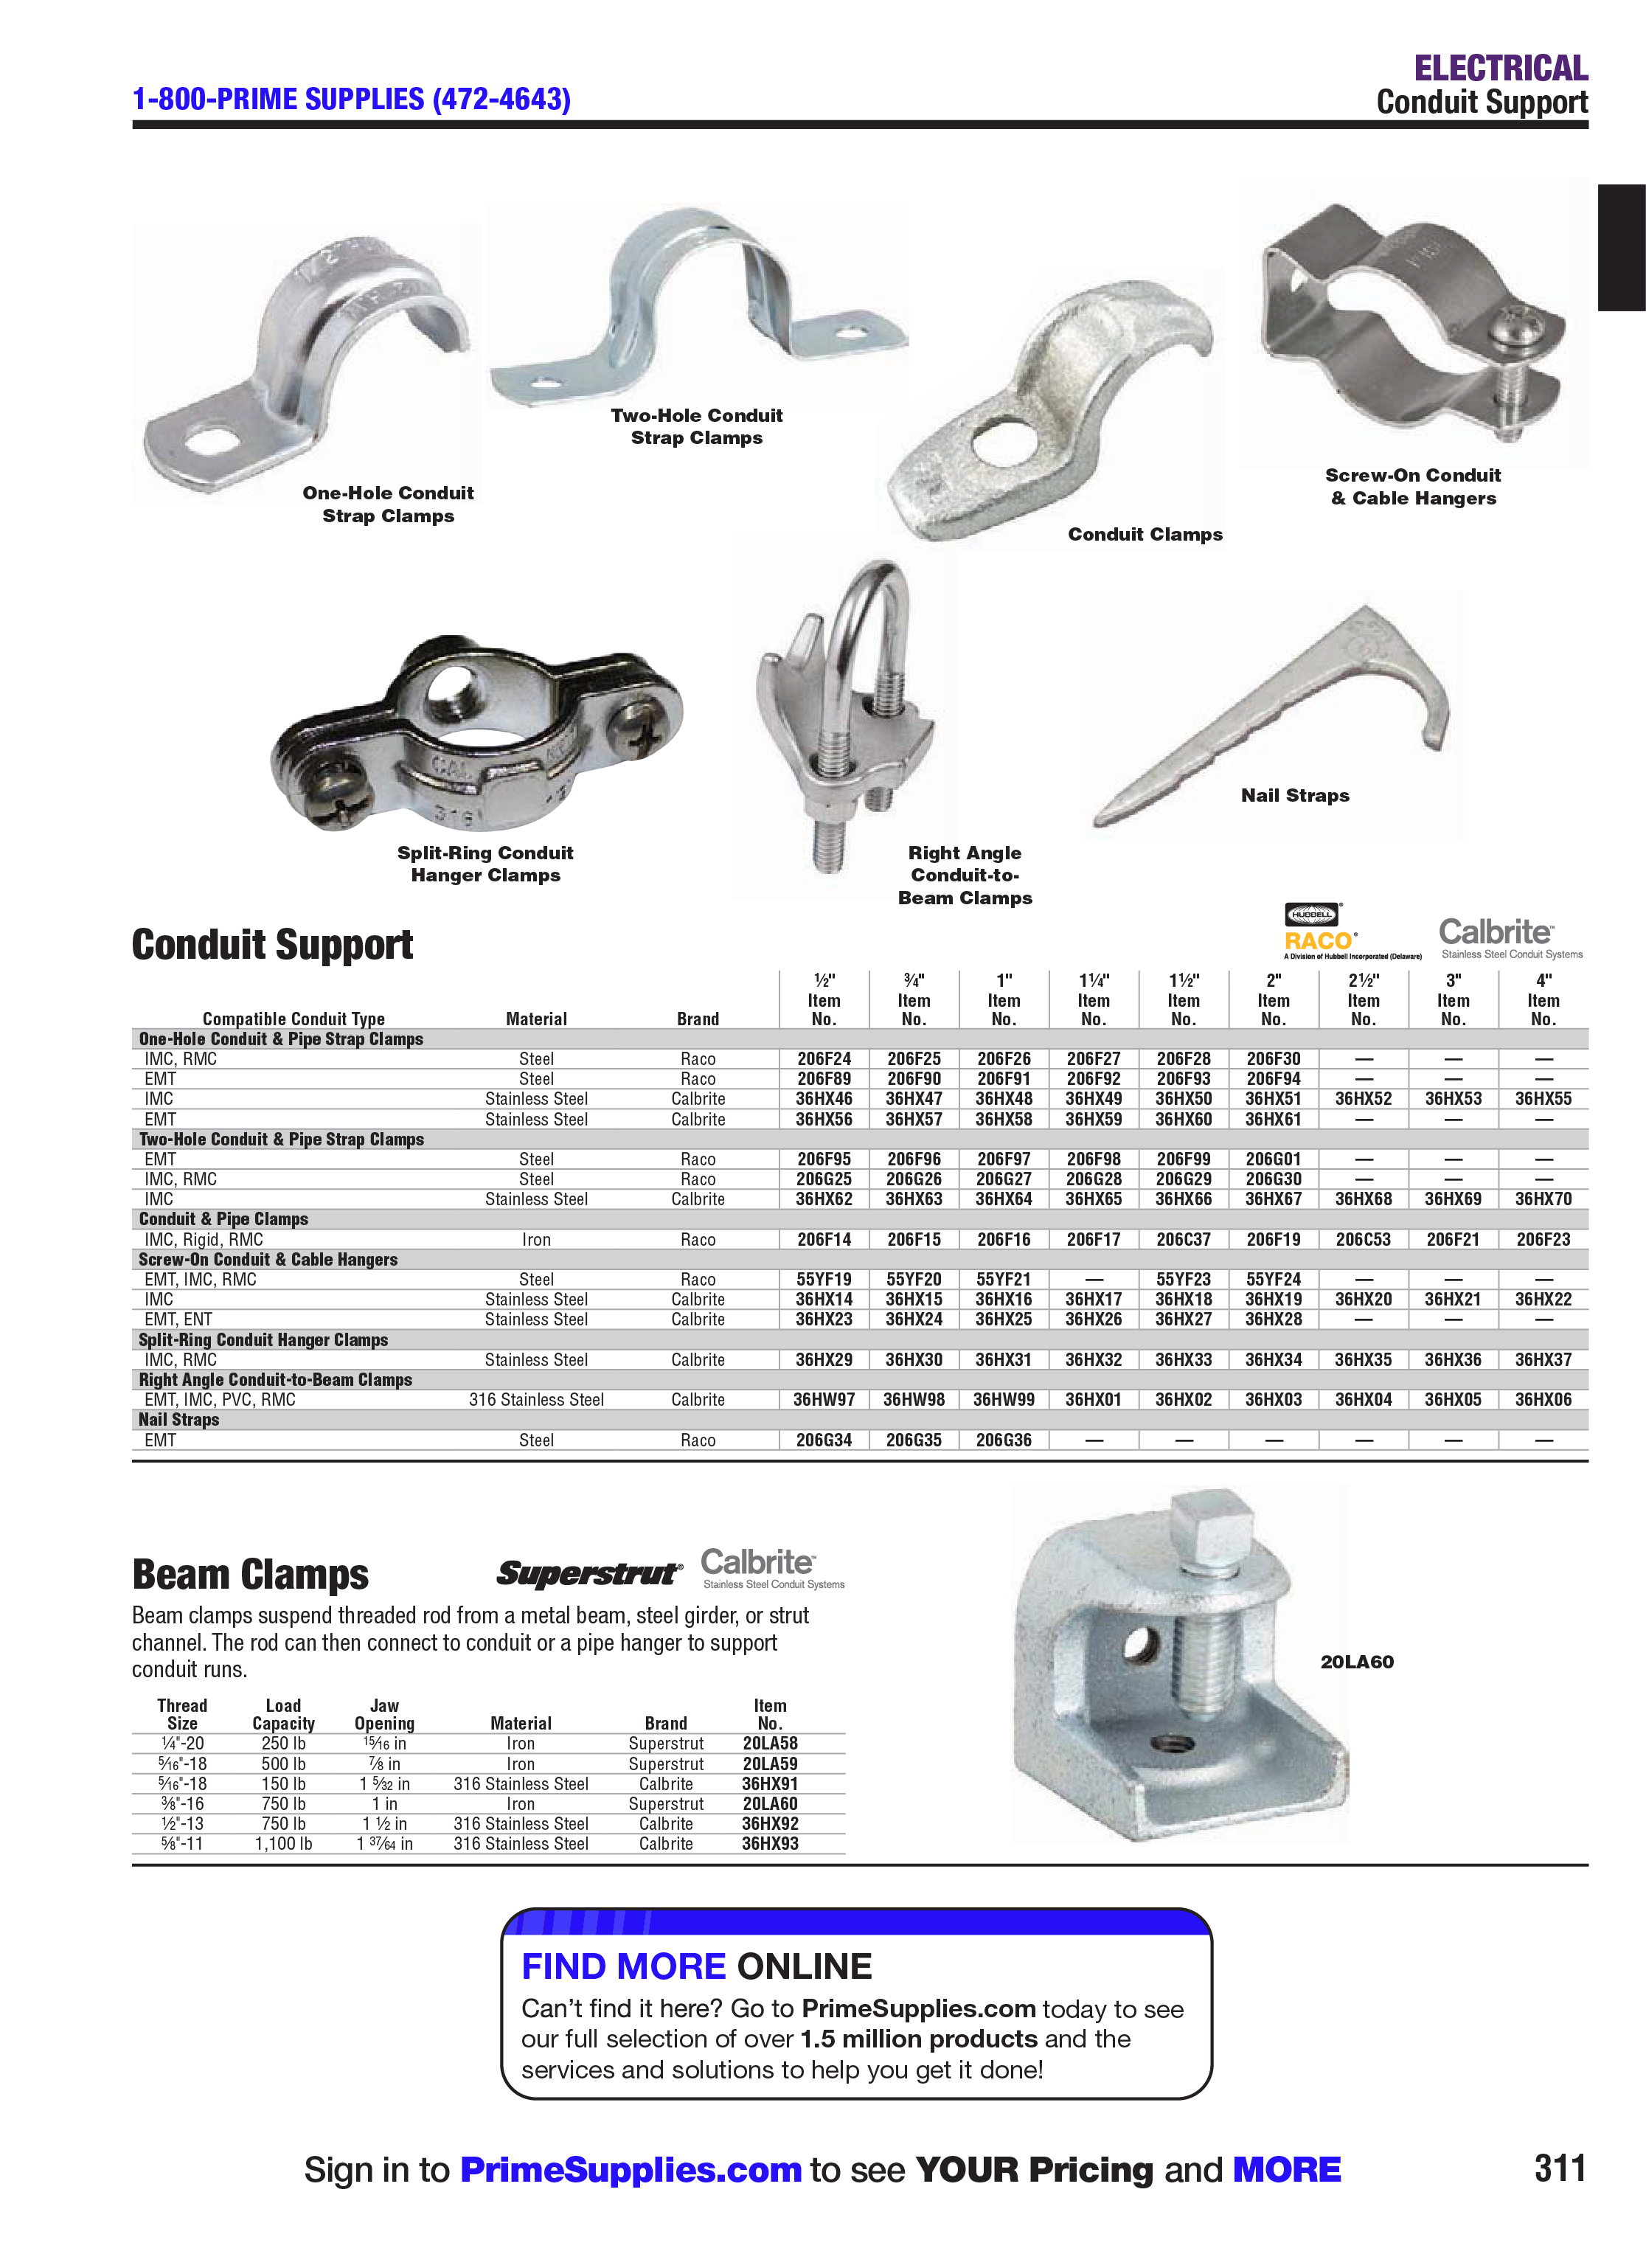 ELECTRICAL
1-800-PRIME SUPPLIES (472-4643)
Conduit Support
Two-Hole Conduit
Strap Clamps
One-Hole Conduit
Strap Clamps
Screw-On Conduit
& Cable Hangers
Conduit Clamps
CAL
316
Nail Straps
Split-Ring Conduit
Hanger Clamps
Right Angle
Conduit-to-
Beam Clamps
HUBBELL
RACO
A Division of Hubbell Incorporated (Delaware)
Calbrite™
Stainless Steel Conduit Systems
Conduit Support
½" ¾" 1" 1¼" 1½" 2" 2½" 3" 4"
Item Item Item Item Item Item Item Item Item
Compatible Conduit Type Material Brand No. No. No. No. No. No. No. No. No.
One-Hole Conduit & Pipe Strap Clamps
IMC, RMC Steel Raco 206F24 206F25 206F26 206F27 206F28 206F30 — — —
EMT Steel Raco 206F89 206F90 206F91 206F92 206F93 206F94 — — —
IMC Stainless Steel Calbrite 36HX46 36HX47 36HX48 36HX49 36HX50 36HX51 36HX52 36HX53 36HX55
EMT Stainless Steel Calbrite 36HX56 36HX57 36HX58 36HX59 36HX60 36HX61 — — —
Two-Hole Conduit & Pipe Strap Clamps
EMT Steel Raco 206F95 206F96 206F97 206F98 206F99 206G01 — — —
IMC, RMC Steel Raco 206G25 206G26 206G27 206G28 206G29 206G30 — — —
IMC Stainless Steel Calbrite 36HX62 36HX63 36HX64 36HX65 36HX66 36HX67 36HX68 36HX69 36HX70
Conduit & Pipe Clamps
IMC, Rigid, RMC Iron Raco 206F14 206F15 206F16 206F17 206C37 206F19 206C53 206F21 206F23
Screw-On Conduit & Cable Hangers
EMT, IMC, RMC Steel Raco 55YF19 55YF20 55YF21 — 55YF23 55YF24 — — —
IMC Stainless Steel Calbrite 36HX14 36HX15 36HX16 36HX17 36HX18 36HX19 36HX20 36HX21 36HX22
EMT, ENT Stainless Steel Calbrite 36HX23 36HX24 36HX25 36HX26 36HX27 36HX28 — — —
Split-Ring Conduit Hanger Clamps
IMC, RMC Stainless Steel Calbrite 36HX29 36HX30 36HX31 36HX32 36HX33 36HX34 36HX35 36HX36 36HX37
Right Angle Conduit-to-Beam Clamps
EMT, IMC, PVC, RMC 316 Stainless Steel Calbrite 36HW97 36HW98 36HW99 36HX01 36HX02 36HX03 36HX04 36HX05 36HX06
Nail Straps
EMT Steel Raco 206G34 206G35 206G36 — — — — — —
Beam Clamps
Superstrut®
Calbrite™
Stainless Steel Conduit Systems
Beam clamps suspend threaded rod from a metal beam, steel girder, or strut
channel. The rod can then connect to conduit or a pipe hanger to support
conduit runs.
20LA60
Thread Load Jaw Item
Size Capacity Opening Material Brand No.
¼"-20 250 lb 15⁄16 in Iron Superstrut 20LA58
5⁄16"-18 500 lb ⅞ in Iron Superstrut 20LA59
5⁄16"-18 150 lb 1 5⁄32 in 316 Stainless Steel Calbrite 36HX91
⅜"-16 750 lb 1 in Iron Superstrut 20LA60
½"-13 750 lb 1 ½ in 316 Stainless Steel Calbrite 36HX92
⅝"-11 1,100 lb 1 37⁄64 in 316 Stainless Steel Calbrite 36HX93
FIND MORE ONLINE
Can’t find it here? Go to PrimeSupplies.com today to see
our full selection of over 1.5 million products and the
services and solutions to help you get it done!
Sign in to PrimeSupplies.com to see YOUR Pricing and MORE
311